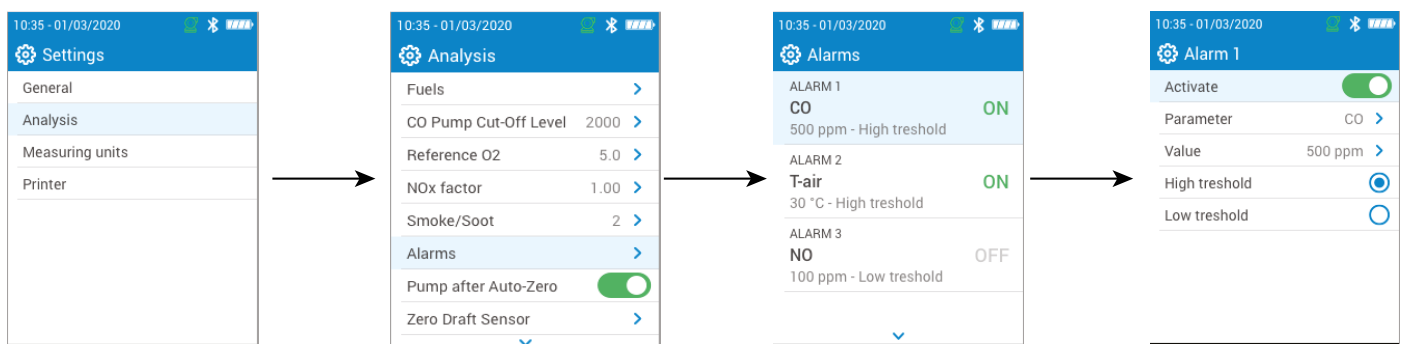 10:35 - 01/03/2020
Settings
General
Analysis
Measuring units
Printer
10:35 - 01/03/2020
Analysis
Fuels
CO Pump Cut-Off Level 2000
Reference O2 5.0
NOx factor 1.00
Smoke/Soot 2
Alarms
Pump after Auto-Zero
Zero Draft Sensor
10:35 - 01/03/2020
Alarms
ALARM 1
CO ON
500 ppm - High treshold
ALARM 2
T-air ON
30 °C - High treshold
ALARM 3
NO OFF
100 ppm - Low treshold
10:35 - 01/03/2020
Alarm 1
Activate
Parameter CO
Value 500 ppm
High treshold
Low treshold